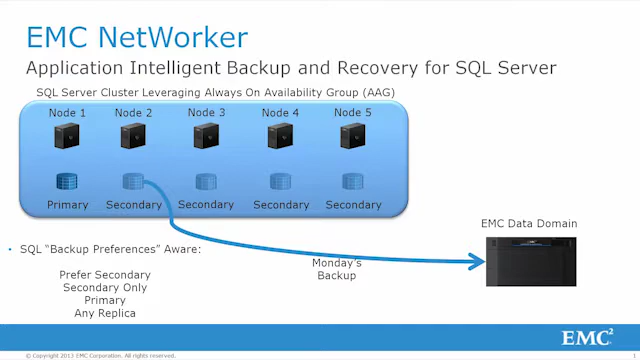 EMC NetWorker
Application Intelligent Backup and Recovery for SQL Server
SQL Server Cluster Leveraging Always On Availability Group (AAG)
Node 1 Node 2 Node 3 Node 4 Node 5
Primary Secondary Secondary Secondary Secondary
EMC Data Domain
• SQL “Backup Preferences” Aware:
Monday's
Backup
Prefer Secondary
Secondary Only
Primary
Any Replica
EMC²
© Copyright 2013 EMC Corporation. All rights reserved. 1